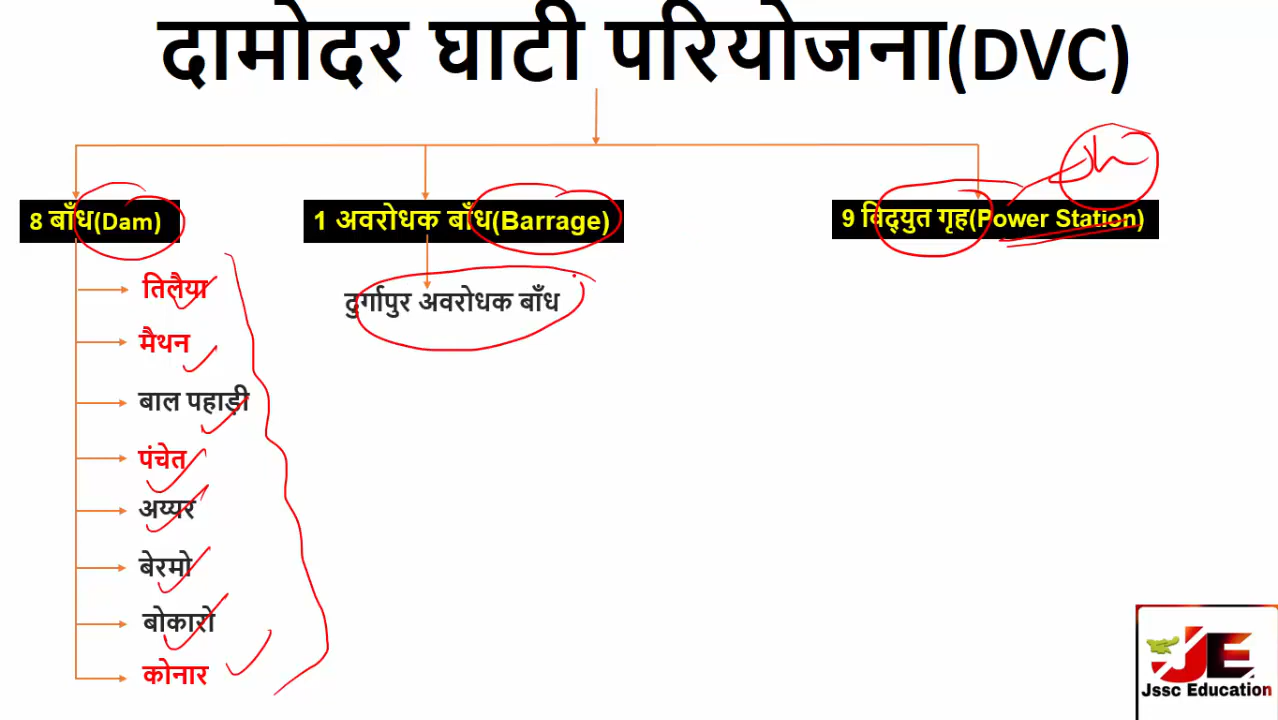 दामोदर घाटी परियोजना(DVC)
8 बाँध(Dam)
1 अवरोधक बाँध(Barrage)
9 विद्युत गृह(Power Station)
तिलैया
मैथन
बाल पहाड़ी
पंचेत
अय्यर
बेरमो
बोकारो
कोनार
दुर्गापुर अवरोधक बाँध
JE
Jssc Education